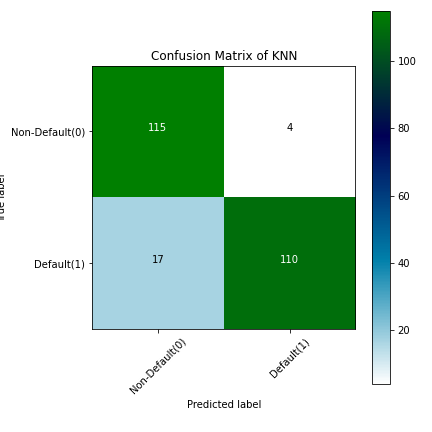 Confusion Matrix of KNN
Non-Default(0)
115
4
Default(1)
17
110
Non-Default(0)
Default(1)
Predicted label
label
100
80
60
40
20